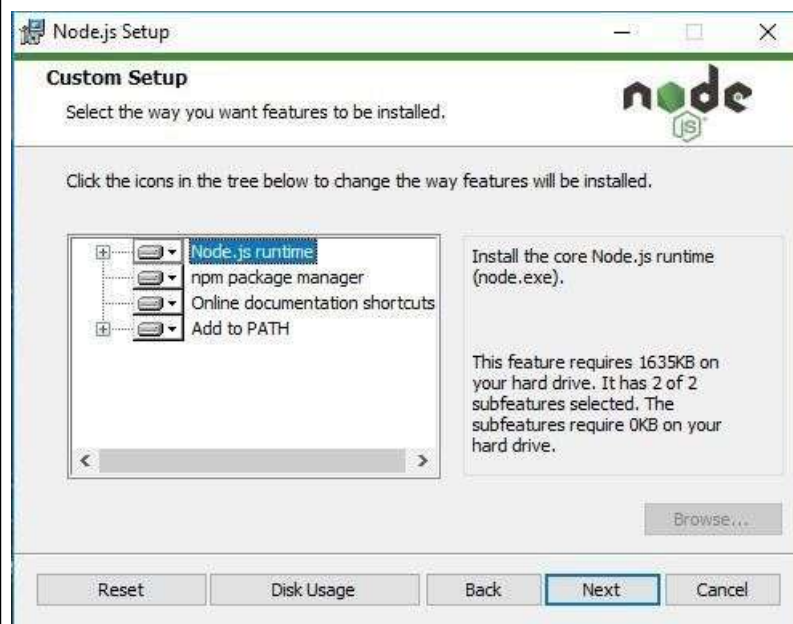 Node.js Setup
Custom Setup
Select the way you want features to be installed.
node
JS
Click the icons in the tree below to change the way features will be installed.
Node.js runtime
npm package manager
Online documentation shortcuts
Add to PATH
Install the core Node.js runtime
(node.exe).
This feature requires 1635KB on
your hard drive. It has 2 of 2
subfeatures selected. The
subfeatures require 0KB on your
hard drive.
Browse...
Reset
Disk Usage
Back
Next
Cancel